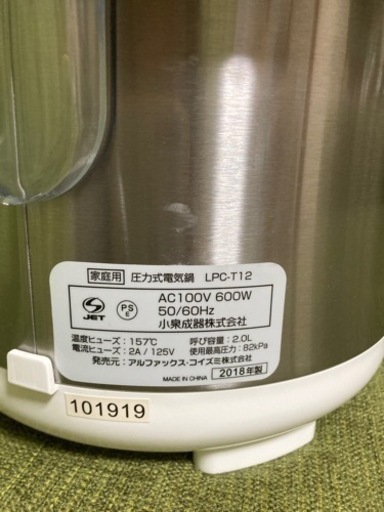 家庭用 圧力式電気鍋 LPC-T12
JET PS E AC100V 600W
50/60Hz
小泉成器株式会社
温度ヒューズ：157℃ 呼び容量：2.0L
電流ヒューズ：2A / 125V 使用最高圧力：82kPa
発売元：アルファックス・コイズミ株式会社
MADE IN CHINA 2018年製
101919